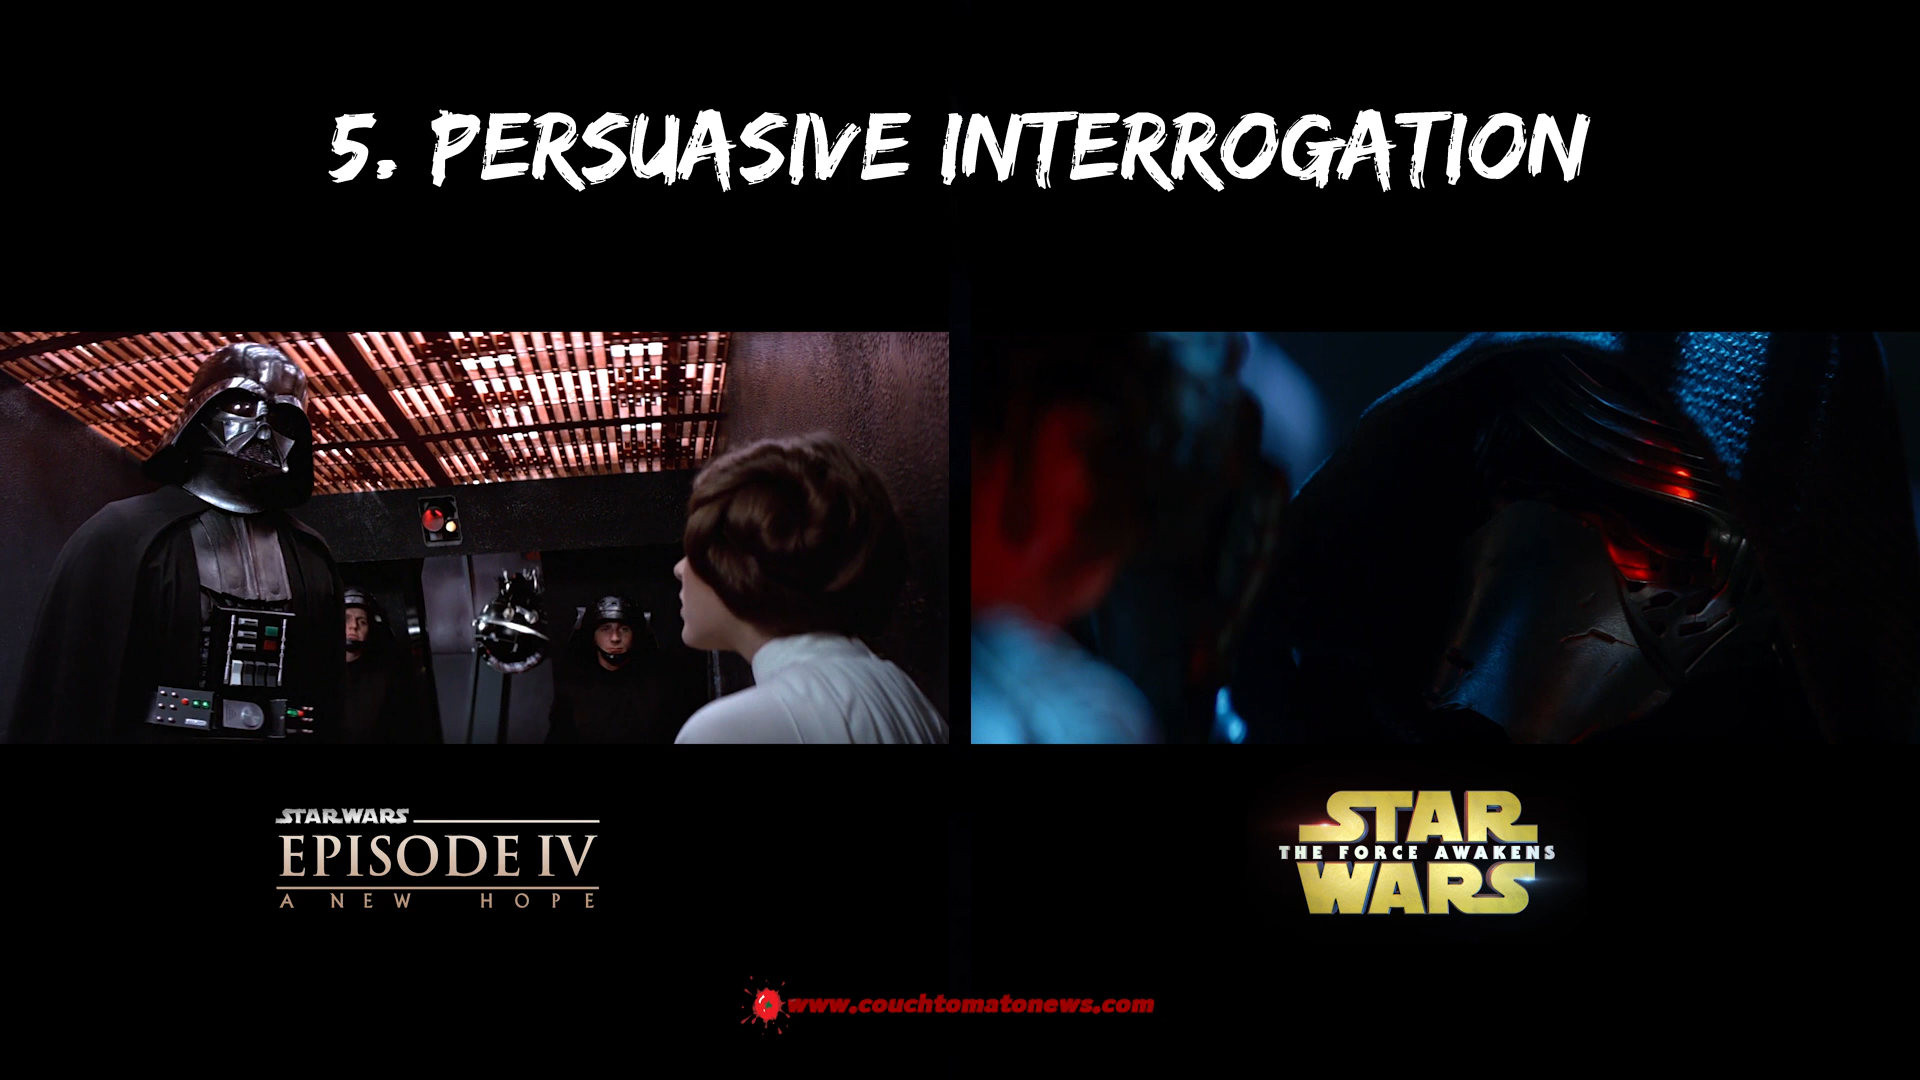 5. PERSUASIVE INTERROGATION
STAR WARS
EPISODE IV
A NEW HOPE
STAR
THE FORCE AWAKENS
WARS
www.couchtomatonews.com